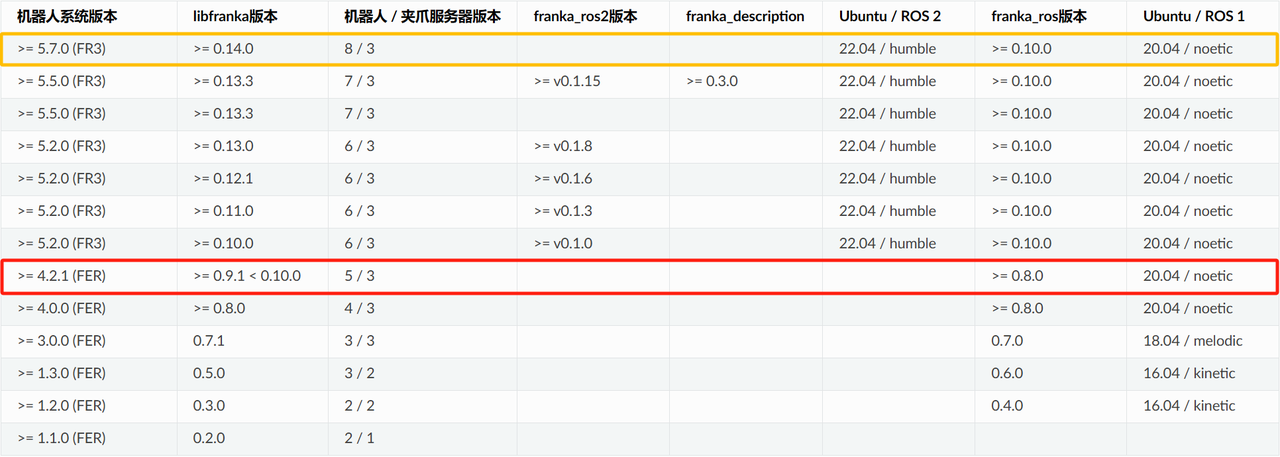 机器人系统版本 libfranka版本 机器人 / 夹爪服务器版本 franka_ros2版本 franka_description Ubuntu / ROS 2 franka_ros版本 Ubuntu / ROS 1
>= 5.7.0 (FR3) >= 0.14.0 8 / 3 22.04 / humble >= 0.10.0 20.04 / noetic
>= 5.5.0 (FR3) >= 0.13.3 7 / 3 >= v0.1.15 >= 0.3.0 22.04 / humble >= 0.10.0 20.04 / noetic
>= 5.5.0 (FR3) >= 0.13.3 7 / 3 22.04 / humble >= 0.10.0 20.04 / noetic
>= 5.2.0 (FR3) >= 0.13.0 6 / 3 >= v0.1.8 22.04 / humble >= 0.10.0 20.04 / noetic
>= 5.2.0 (FR3) >= 0.12.1 6 / 3 >= v0.1.6 22.04 / humble >= 0.10.0 20.04 / noetic
>= 5.2.0 (FR3) >= 0.11.0 6 / 3 >= v0.1.3 22.04 / humble >= 0.10.0 20.04 / noetic
>= 5.2.0 (FR3) >= 0.10.0 6 / 3 >= v0.1.0 22.04 / humble >= 0.10.0 20.04 / noetic
>= 4.2.1 (FER) >= 0.9.1 < 0.10.0 5 / 3 >= 0.8.0 20.04 / noetic
>= 4.0.0 (FER) >= 0.8.0 4 / 3 >= 0.8.0 20.04 / noetic
>= 3.0.0 (FER) 0.7.1 3 / 3 0.7.0 18.04 / melodic
>= 1.3.0 (FER) 0.5.0 3 / 2 0.6.0 16.04 / kinetic
>= 1.2.0 (FER) 0.3.0 2 / 2 0.4.0 16.04 / kinetic
>= 1.1.0 (FER) 0.2.0 2 / 1